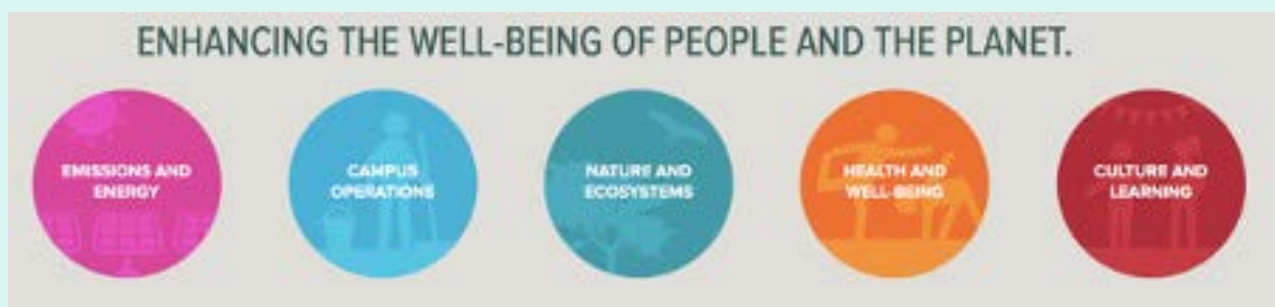 ENHANCING THE WELL-BEING OF PEOPLE AND THE PLANET.
EMISSIONS AND
ENERGY
CAMPUS
OPERATIONS
NATURE AND
ECOSYSTEMS
HEALTH AND
WELL-BEING
CULTURE AND
LEARNING